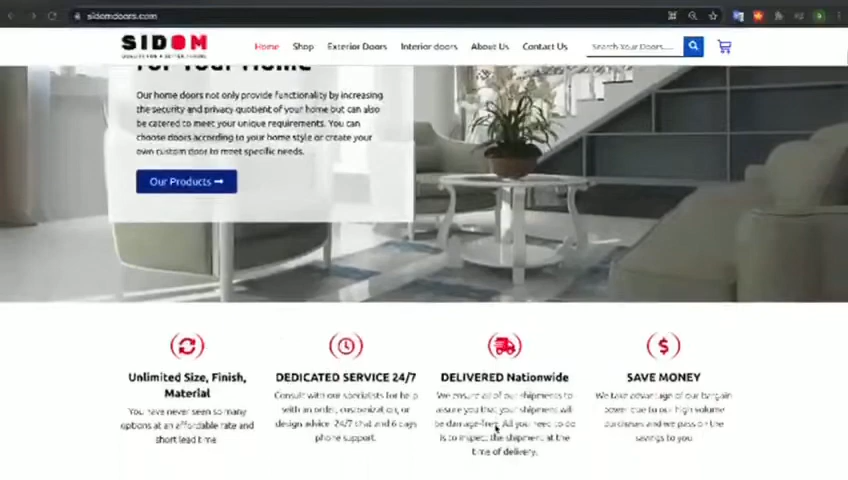 sidomdoors.com
SIDOM
Home Shop Exterior Doors Interior doors About Us Contact Us Search Your Doors....
For Your Home
Our home doors not only provide functionality by increasing
the security and privacy quotient of your home but can also
be catered to meet your unique requirements. You can
choose doors according to your home style or create your
own custom door to meet specific needs.
Our Products →
Unlimited Size, Finish,
Material
You have never seen so many
options at an affordable rate and
short lead time
DEDICATED SERVICE 24/7
Consult with our specialists for help
with an order, customization, or
design advice. 24/7 chat and 6 days
phone support.
DELIVERED Nationwide
We ensure all of our shipments to
assure you that your shipments will
be damage-free. All you need to do
is to inspect the shipment at the
time of delivery.
SAVE MONEY
We take advantage of our bargain
power due to our high volume
purchases and we pass on the
savings to you